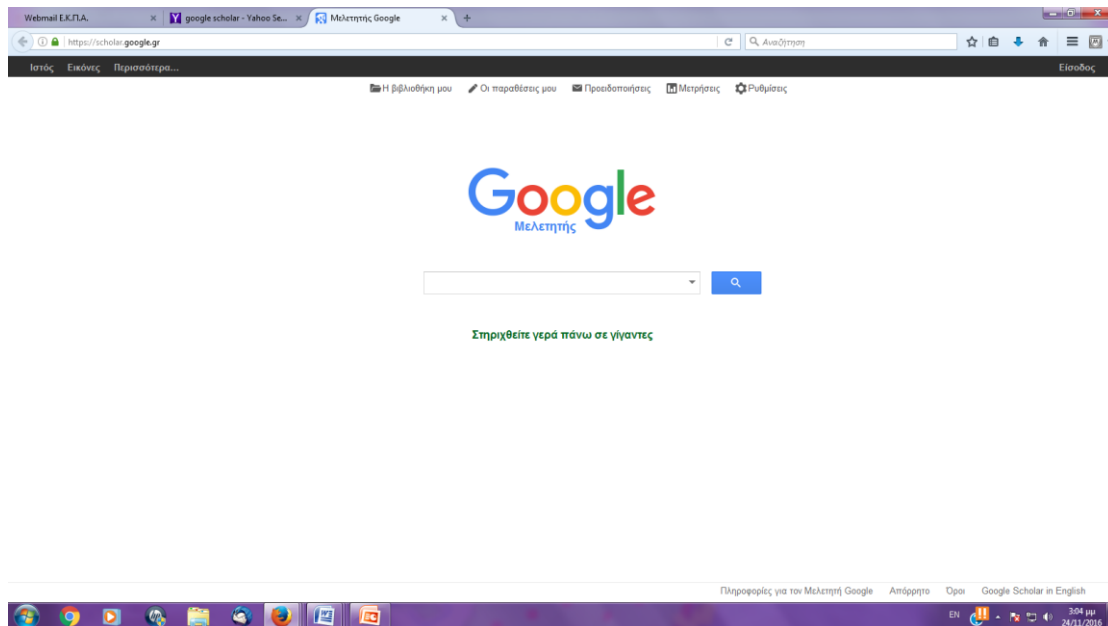 Webmail Ε.Κ.Π.Α. google scholar - Yahoo Se... Μελετητής Google
https://scholar.google.gr Αναζήτηση
Ιστός Εικόνες Περισσότερα... Είσοδος
Η βιβλιοθήκη μου Οι παραθέσεις μου Προειδοποιήσεις Μετρήσεις Ρυθμίσεις
Google
Μελετητής
Στηριχθείτε γερά πάνω σε γίγαντες
Πληροφορίες για τον Μελετητή Google Απόρρητο Όροι Google Scholar in English
EN 3:04 μμ
24/11/2016